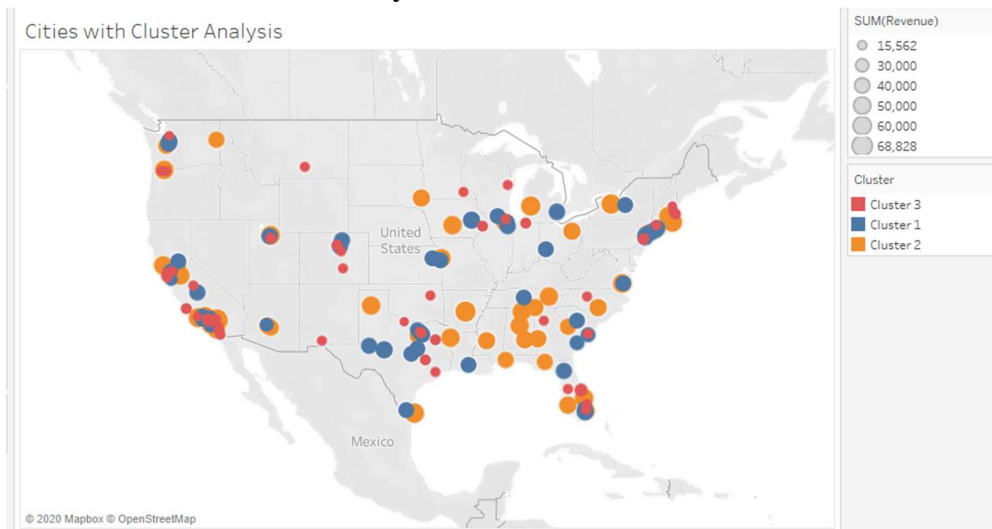 Cities with Cluster Analysis
United
States
Mexico
© 2020 Mapbox © OpenStreetMap
SUM(Revenue)
15,562
30,000
40,000
50,000
60,000
68,828
Cluster
Cluster 3
Cluster 1
Cluster 2